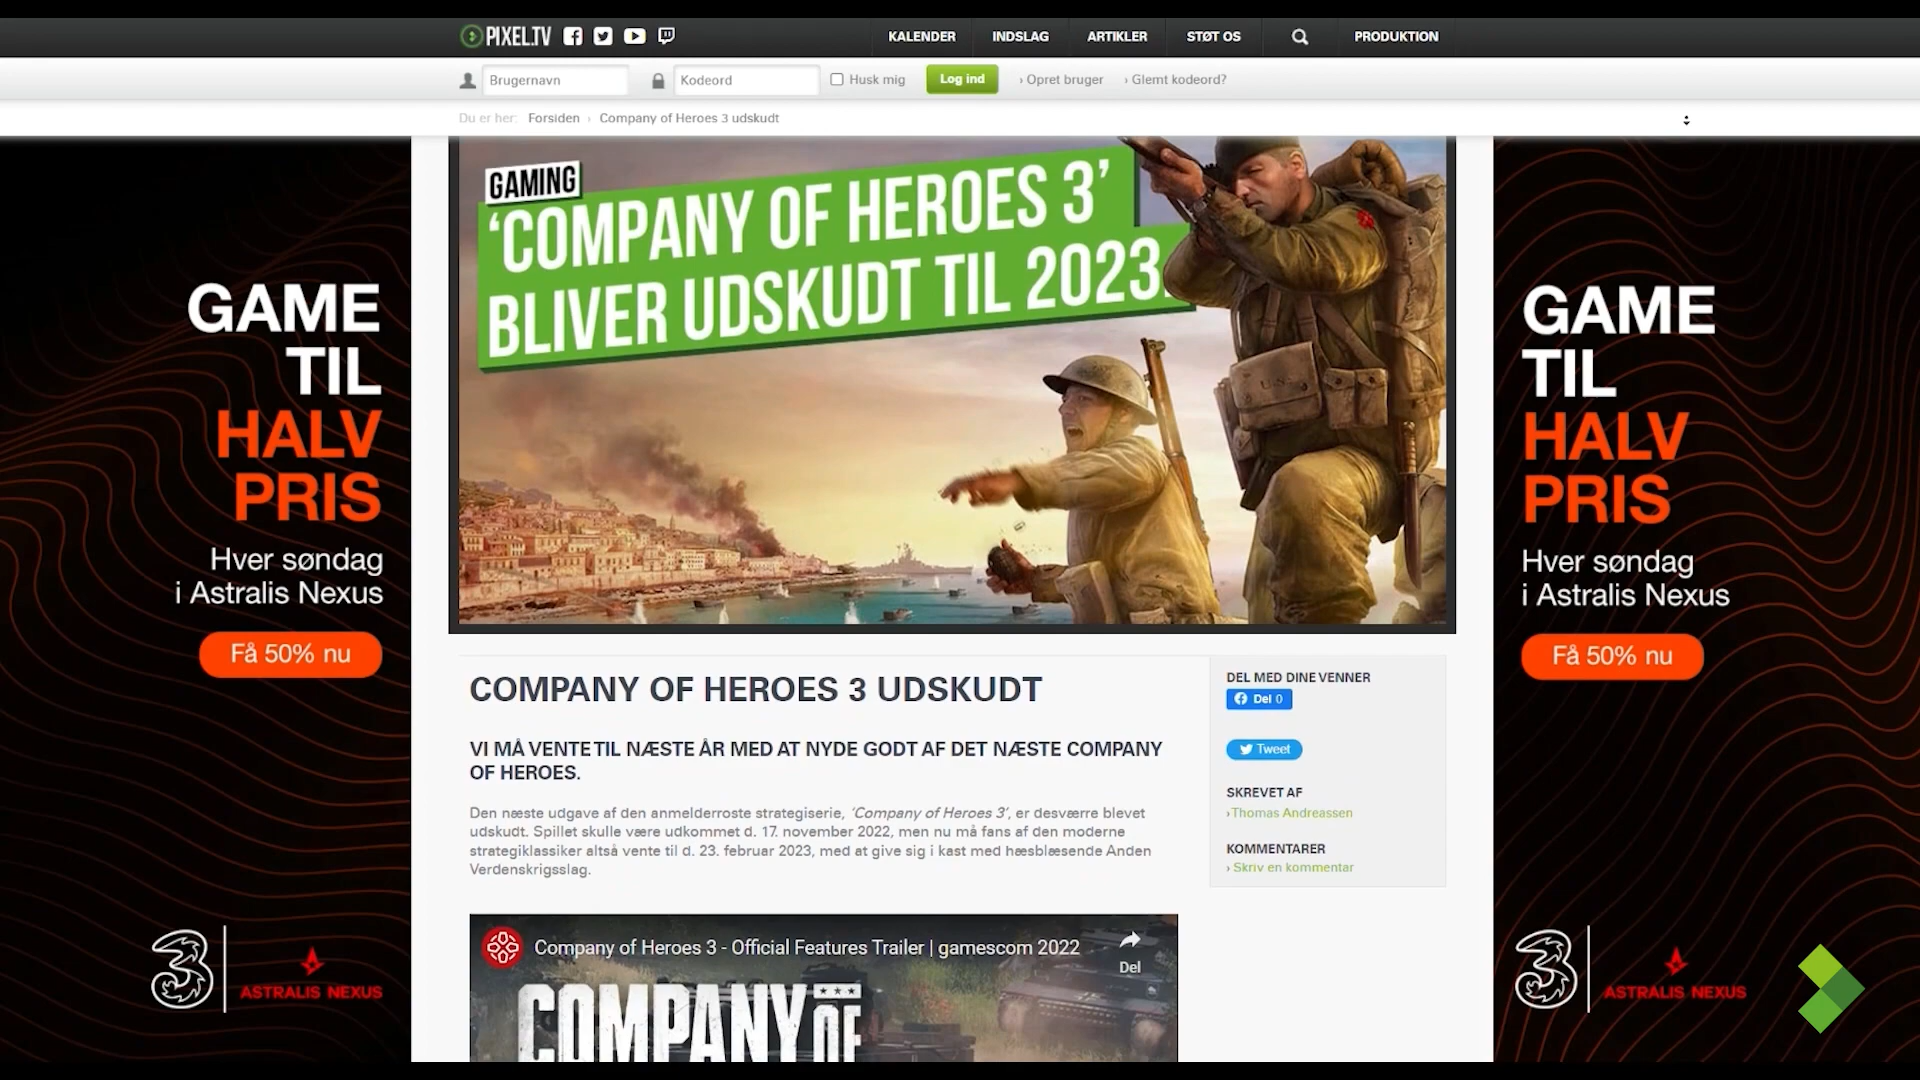 PIXEL.TV
KALENDER
INDSLAG
ARTIKLER
STØT OS
PRODUKTION
Brugernavn
Kodeord
Husk mig
Log ind
› Opret bruger
› Glemt kodeord?
Du er her: Forsiden › Company of Heroes 3 udskudt
GAMING
‘COMPANY OF HEROES 3’
BLIVER UDSKUDT TIL 2023.
GAME
TIL
HALV
PRIS
Hver søndag
i Astralis Nexus
Få 50% nu
3
ASTRALIS NEXUS
COMPANY OF HEROES 3 UDSKUDT
VI MÅ VENTE TIL NÆSTE ÅR MED AT NYDE GODT AF DET NÆSTE COMPANY
OF HEROES.
Den næste udgave af den anmelderroste strategiserie, ‘Company of Heroes 3’, er desværre blevet
udskudt. Spillet skulle være udkommet d. 17. november 2022, men nu må fans af den moderne
strategiklassiker altså vente til d. 23. februar 2023, med at give sig i kast med hæsblæsende Anden
Verdenskrigsslag.
Company of Heroes 3 - Official Features Trailer | gamescom 2022
Del
COMPANY OF
DEL MED DINE VENNER
Del 0
Tweet
SKREVET AF
› Thomas Andreassen
KOMMENTARER
› Skriv en kommentar
GAME
TIL
HALV
PRIS
Hver søndag
i Astralis Nexus
Få 50% nu
3
ASTRALIS NEXUS